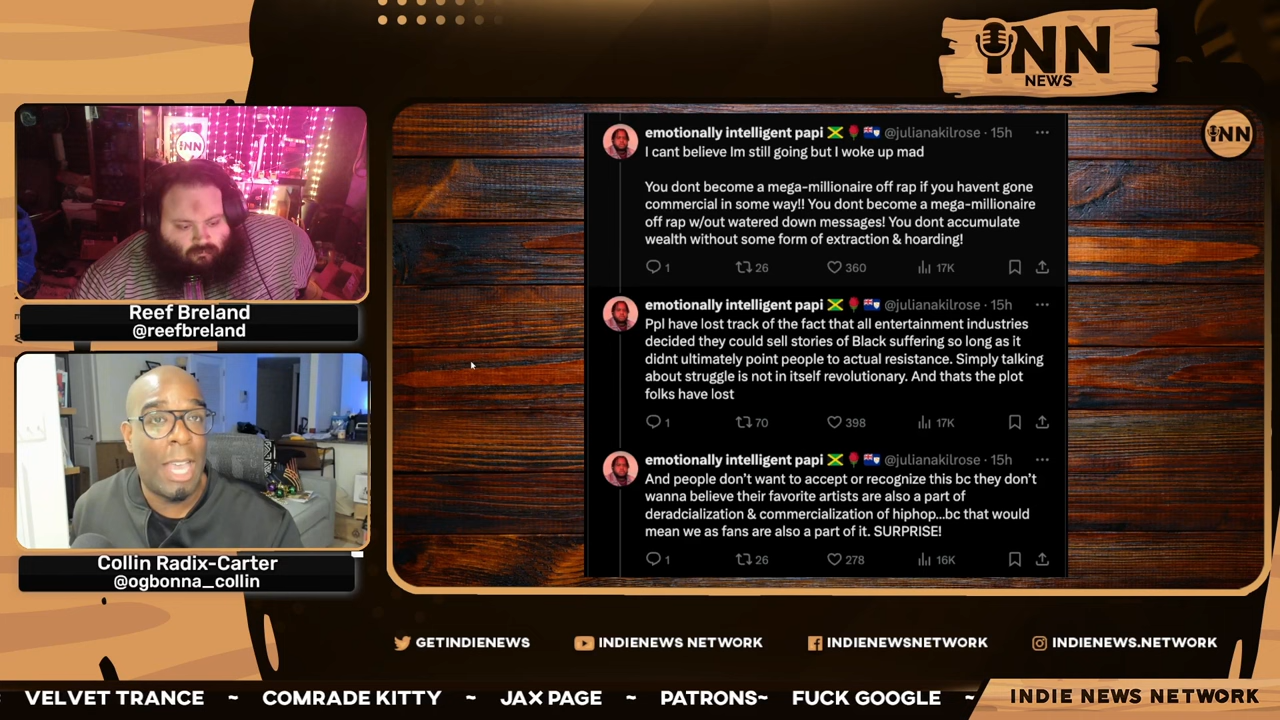 iNN
NEWS
iNN
iNN
Reef Breland
@reefbreland
Collin Radix-Carter
@ogbonna_collin
emotionally intelligent papi 🇯🇲🌹🇦🇮 @julianakilrose · 15h ···
I cant believe Im still going but I woke up mad
You dont become a mega-millionaire off rap if you havent gone
commercial in some way!! You dont become a mega-millionaire
off rap w/out watered down messages! You dont accumulate
wealth without some form of extraction & hoarding!
1 26 360 17K
emotionally intelligent papi 🇯🇲🌹🇦🇮 @julianakilrose · 15h ···
Ppl have lost track of the fact that all entertainment industries
decided they could sell stories of Black suffering so long as it
didnt ultimately point people to actual resistance. Simply talking
about struggle is not in itself revolutionary. And thats the plot
folks have lost
1 70 398 17K
emotionally intelligent papi 🇯🇲🌹🇦🇮 @julianakilrose · 15h ···
And people don't want to accept or recognize this bc they don't
wanna believe their favorite artists are also a part of
deradcialization & commercialization of hiphop...bc that would
mean we as fans are also a part of it. SURPRISE!
1 26 278 16K
GETINDIENEWS INDIENEWS NETWORK INDIENEWSNETWORK INDIENEWS.NETWORK
VELVET TRANCE ~ COMRADE KITTY ~ JAX PAGE ~ PATRONS~ FUCK GOOGLE ~
INDIE NEWS NETWORK